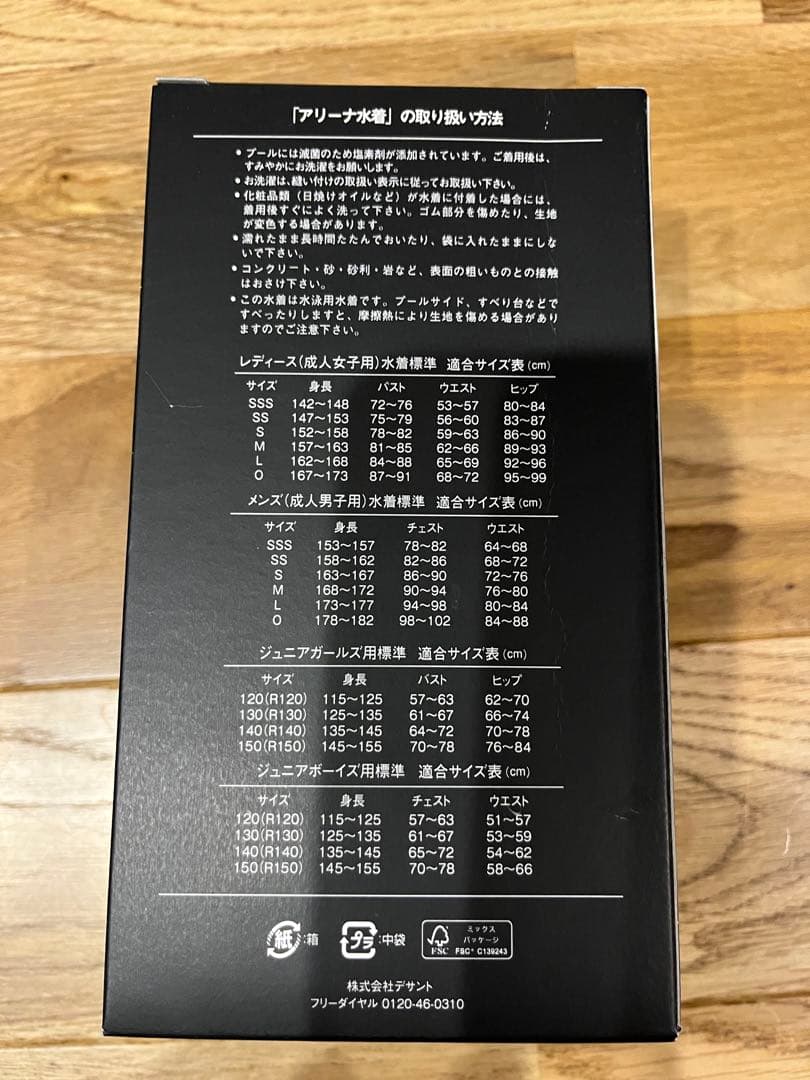 「アリーナ水着」の取り扱い方法
● プールには滅菌のため塩素剤が添加されています。ご着用後は、
すみやかにお洗濯をお願いします。
● お洗濯は、縫い付けの取扱い表示に従ってお取扱い下さい。
● 化粧品類（日焼けオイルなど）が水着に付着した場合には、
着用後すぐによく洗って下さい。ゴム部分を傷めたり、生地
が変色する場合があります。
● 濡れたまま長時間たたんでおいたり、袋に入れたままにしな
いで下さい。
● コンクリート・砂・砂利・岩など、表面の粗いものとの接触
はおさけ下さい。
● この水着は水泳用水着です。プールサイド、すべり台などで
すべったりしますと、摩擦熱により生地を傷める場合があり
ますのでご注意下さい。
レディース（成人女子用）水着標準 適合サイズ表（cm）
サイズ 身長 バスト ウエスト ヒップ
SSS 142〜148 72〜76 53〜57 80〜84
SS 147〜153 75〜79 56〜60 83〜87
S 152〜158 78〜82 59〜63 86〜90
M 157〜163 81〜85 62〜66 89〜93
L 162〜168 84〜88 65〜69 92〜96
O 167〜173 87〜91 68〜72 95〜99
メンズ（成人男子用）水着標準 適合サイズ表（cm）
サイズ 身長 チェスト ウエスト
SSS 153〜157 78〜82 64〜68
SS 158〜162 82〜86 68〜72
S 163〜167 86〜90 72〜76
M 168〜172 90〜94 76〜80
L 173〜177 94〜98 80〜84
O 178〜182 98〜102 84〜88
ジュニアガールズ用標準 適合サイズ表（cm）
サイズ 身長 バスト ヒップ
120(R120) 115〜125 57〜63 62〜70
130(R130) 125〜135 61〜67 66〜74
140(R140) 135〜145 64〜72 70〜78
150(R150) 145〜155 70〜78 76〜84
ジュニアボーイズ用標準 適合サイズ表（cm）
サイズ 身長 チェスト ウエスト
120(R120) 115〜125 57〜63 51〜57
130(R130) 125〜135 61〜67 53〜59
140(R140) 135〜145 65〜72 54〜62
150(R150) 145〜155 70〜78 58〜66
紙 :箱 プラ :中袋 FSC ミックス
パッケージ
FSC® C139243
株式会社デサント
フリーダイヤル 0120-46-0310